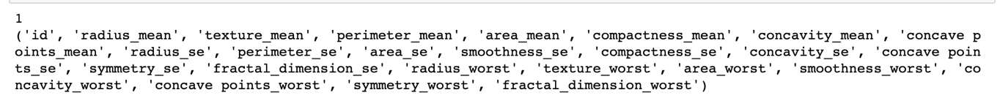 1
('id', 'radius_mean', 'texture_mean', 'perimeter_mean', 'area_mean', 'compactness_mean', 'concavity_mean', 'concave p
oints_mean', 'radius_se', 'perimeter_se', 'area_se', 'smoothness_se', 'compactness_se', 'concavity_se', 'concave poin
ts_se', 'symmetry_se', 'fractal_dimension_se', 'radius_worst', 'texture_worst', 'area_worst', 'smoothness_worst', 'co
ncavity_worst', 'concave points_worst', 'symmetry_worst', 'fractal_dimension_worst')